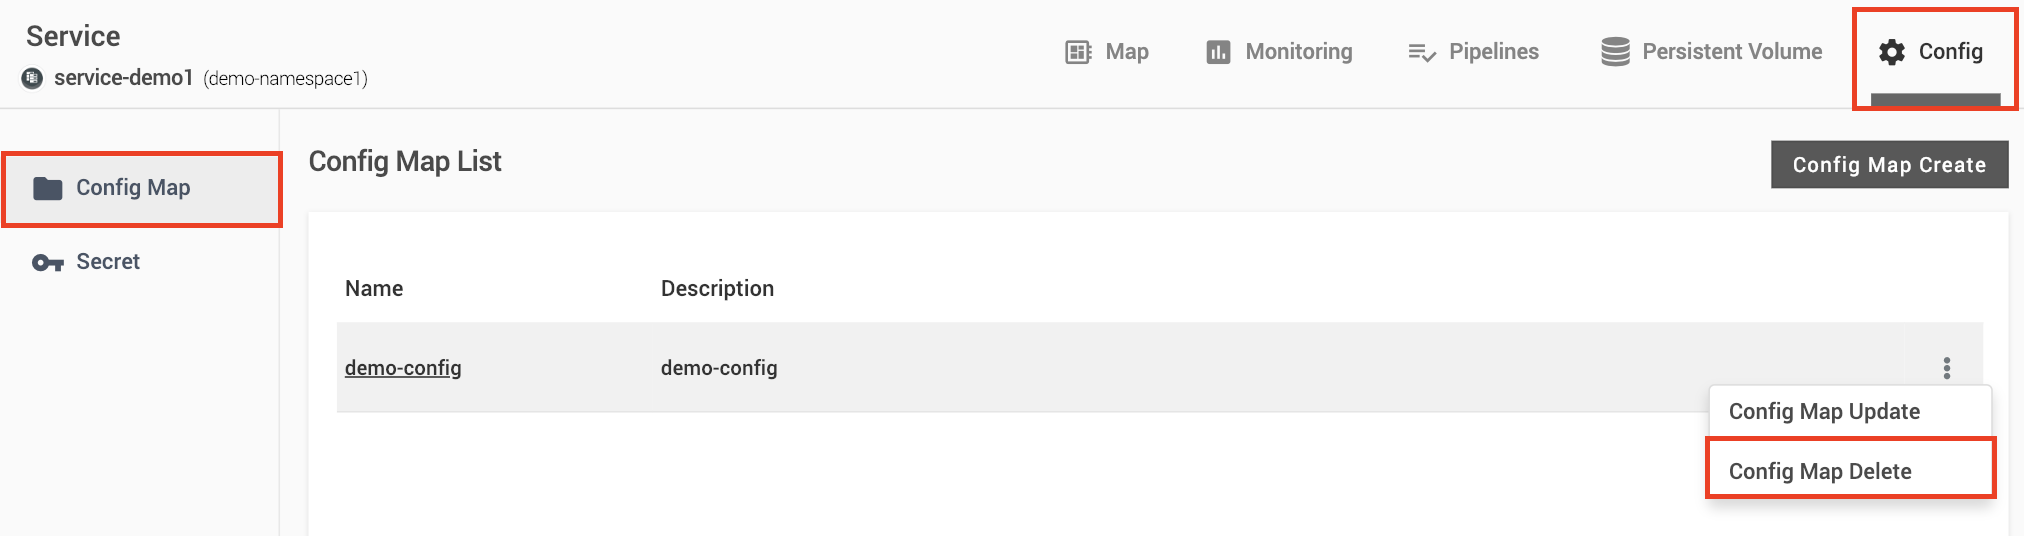 Service
service-demo1 (demo-namespace1)
Map
Monitoring
Pipelines
Persistent Volume
Config
Config Map
Secret
Config Map List
Config Map Create
Name
Description
demo-config
demo-config
Config Map Update
Config Map Delete